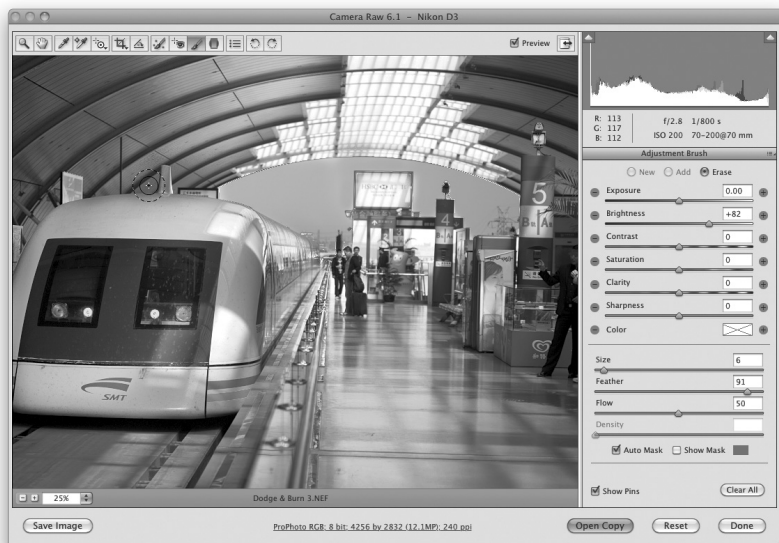 Camera Raw 6.1 – Nikon D3
Preview
R: 113
G: 117
B: 112
f/2.8 1/800 s
ISO 200 70-200@70 mm
Adjustment Brush
New Add Erase
Exposure 0.00
Brightness +82
Contrast 0
Saturation 0
Clarity 0
Sharpness 0
Color
Size 6
Feather 91
Flow 50
Density
Auto Mask Show Mask
Show Pins Clear All
5
4
SMT
25% Dodge & Burn 3.NEF
Save Image ProPhoto RGB; 8 bit; 4256 by 2832 (12.1MP); 240 ppi Open Copy Reset Done